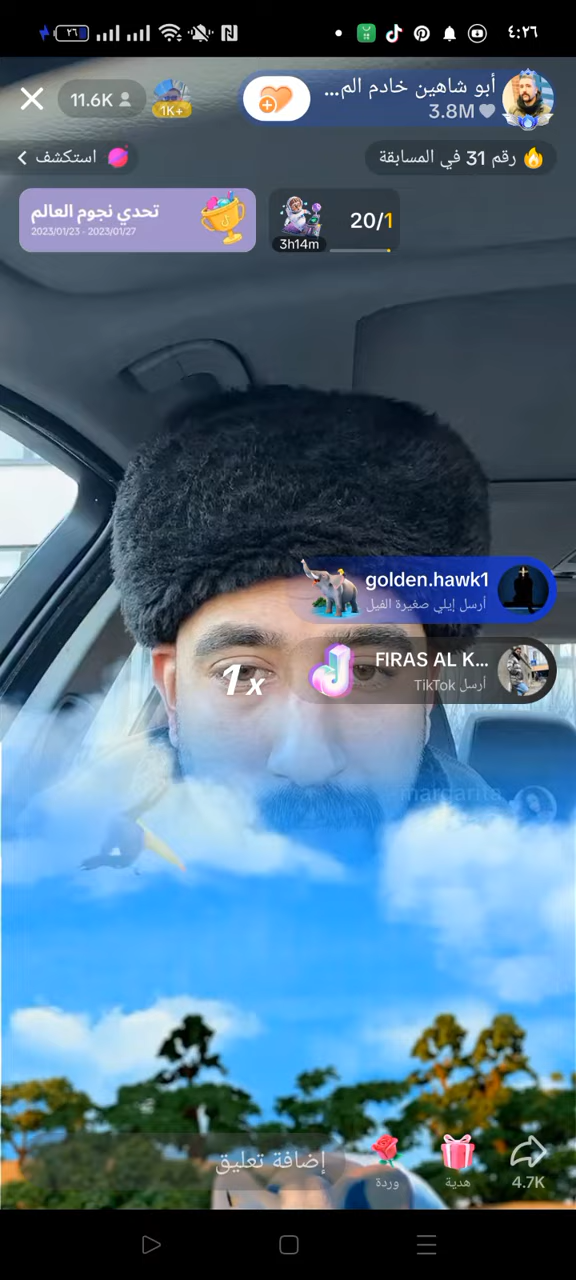 ٤:٢٦
٢٦
أبو شاهين خادم الم...
3.8M
11.6K
1K+
رقم 31 في المسابقة
استكشف
تحدي نجوم العالم
2023/01/23 - 2023/01/27
20/1
3h14m
golden.hawk1
أرسل إيلي صغيرة الفيل
FIRAS AL K...
أرسل TikTok
1x
margarita
إضافة تعليق
وردة
هدية
4.7K